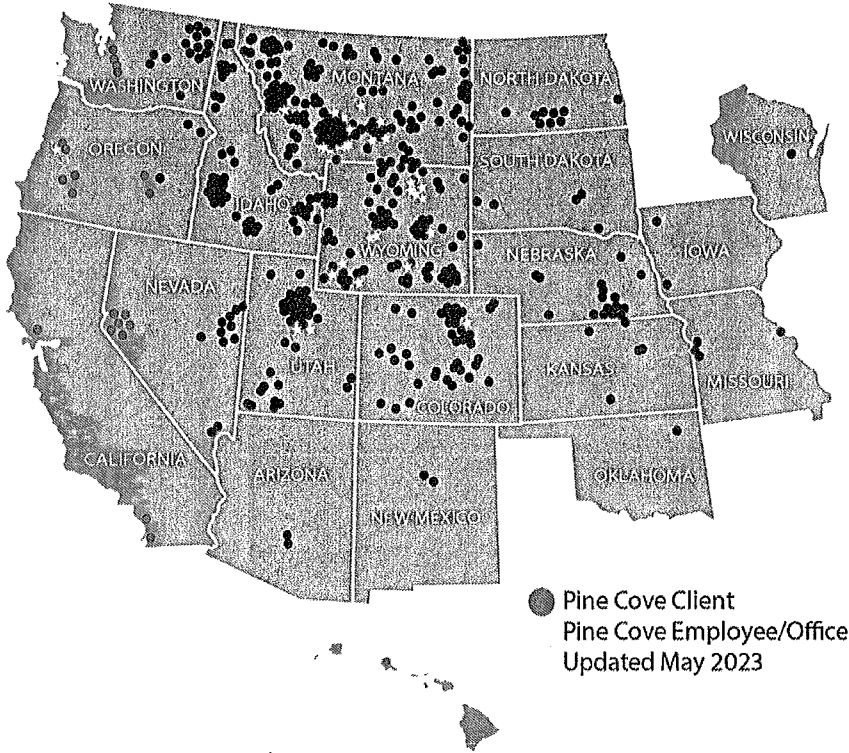 WASHINGTON
MONTANA
NORTH DAKOTA
OREGON
IDAHO
SOUTH DAKOTA
WISCONSIN
WYOMING
NEBRASKA
IOWA
NEVADA
UTAH
COLORADO
KANSAS
MISSOURI
CALIFORNIA
ARIZONA
NEW MEXICO
OKLAHOMA
Pine Cove Client
Pine Cove Employee/Office
Updated May 2023